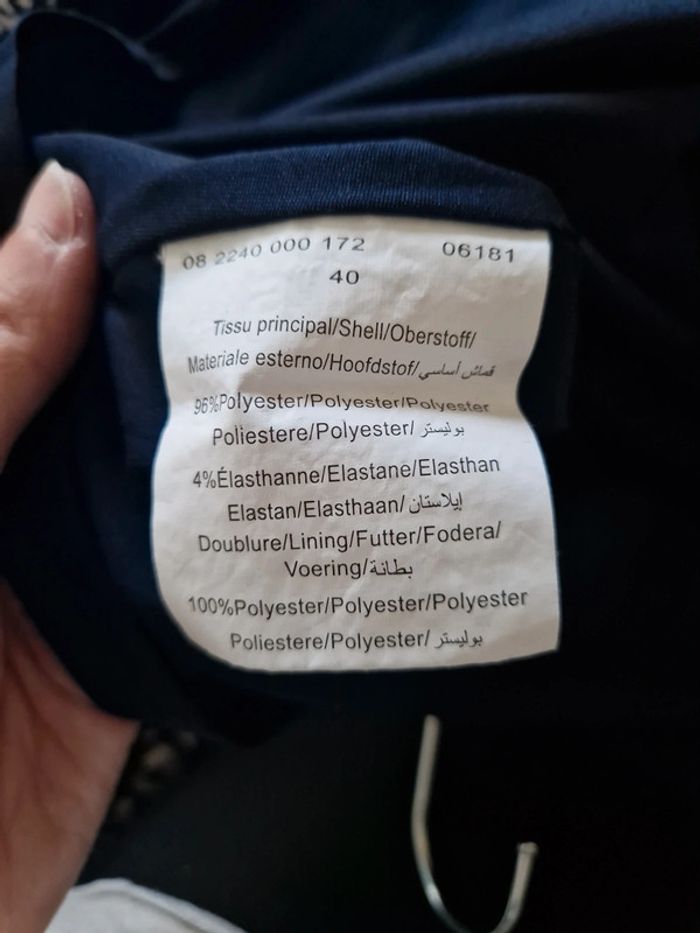 08 2240 000 172 06181
40
Tissu principal/Shell/Oberstoff/
Materiale esterno/Hoofdstof/قماش أساسي
96%Polyester/Polyester/Polyester
Poliestere/Polyester/ بوليستر
4%Élasthanne/Elastane/Elasthan
Elastan/Elasthaan/ إيلاستان
Doublure/Lining/Futter/Fodera/
Voering/بطانة
100%Polyester/Polyester/Polyester
Poliestere/Polyester/ بوليستر